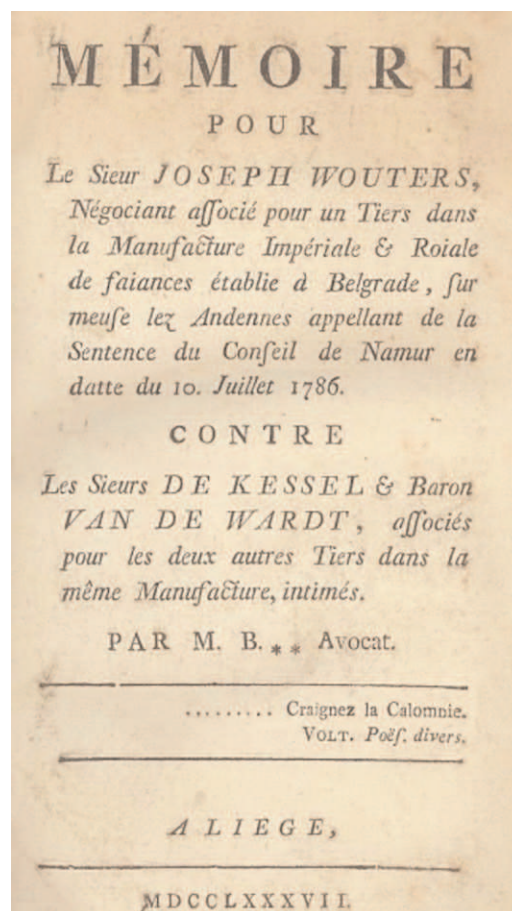 MÉMOIRE
POUR
Le Sieur JOSEPH WOUTERS,
Négociant aſſocié pour un Tiers dans
la Manufacture Impériale & Roiale
de faiances établie à Belgrade, ſur
meuſe lez Andennes appellant de la
Sentence du Conſeil de Namur en
datte du 10. Juillet 1786.
CONTRE
Les Sieurs DE KESSEL & Baron
VAN DE WARDT, aſſociés
pour les deux autres Tiers dans la
même Manufacture, intimés.
PAR M. B.** Avocat.
......... Craignez la Calomnie.
VOLT. Poëſ. divers.
A LIEGE,
MDCCLXXXVII.